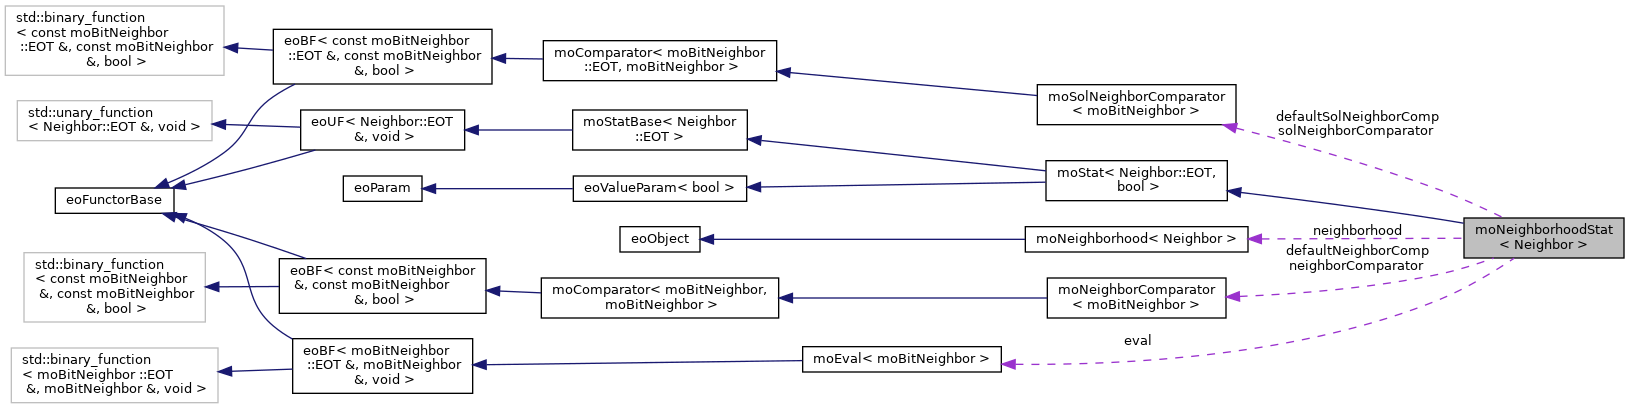 std::binary_function
< const moBitNeighbor
::EOT &, const moBitNeighbor
&, bool >
eoBF< const moBitNeighbor
::EOT &, const moBitNeighbor
&, bool >
moComparator< moBitNeighbor
::EOT, moBitNeighbor >
moSolNeighborComparator
< moBitNeighbor >
defaultSolNeighborComp
solNeighborComparator
std::unary_function
< Neighbor::EOT &, void >
eoUF< Neighbor::EOT
&, void >
moStatBase< Neighbor
::EOT >
moStat< Neighbor::EOT,
bool >
eoFunctorBase
eoParam
eoValueParam< bool >
moNeighborhoodStat
< Neighbor >
eoObject
moNeighborhood< Neighbor >
neighborhood
defaultNeighborComp
neighborComparator
std::binary_function
< const moBitNeighbor
&, const moBitNeighbor
&, bool >
eoBF< const moBitNeighbor
&, const moBitNeighbor
&, bool >
moComparator< moBitNeighbor,
moBitNeighbor >
moNeighborComparator
< moBitNeighbor >
std::binary_function
< moBitNeighbor ::EOT
&, moBitNeighbor &, void >
eoBF< moBitNeighbor
::EOT &, moBitNeighbor
&, void >
moEval< moBitNeighbor >
eval